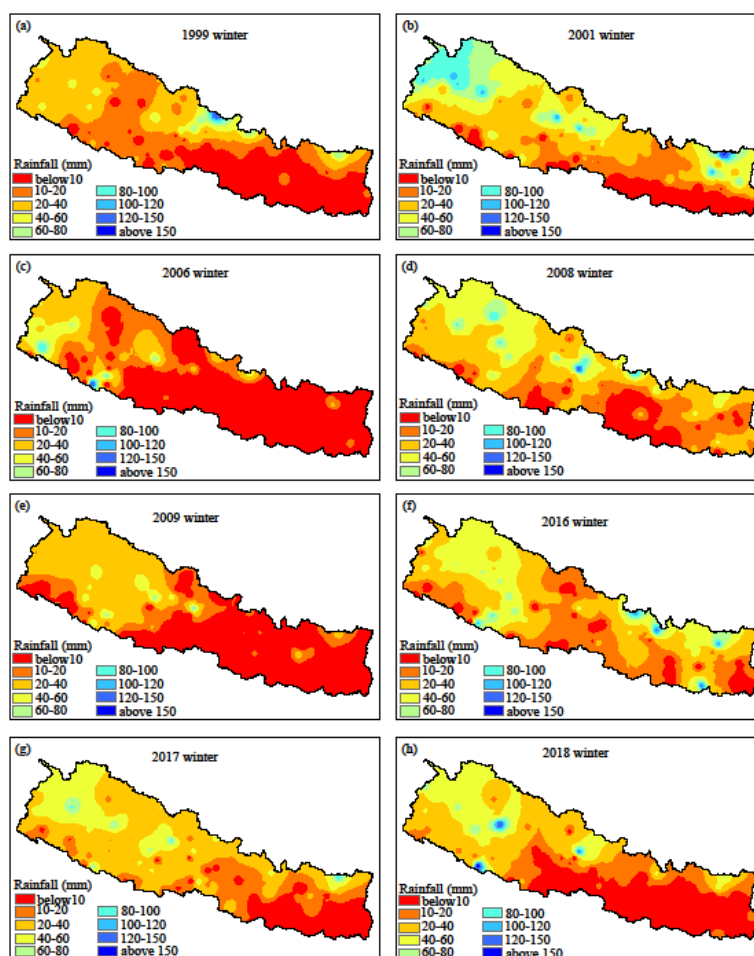 (a)
1999 winter
Rainfall (mm)
below10
10-20
20-40
40-60
60-80
80-100
100-120
120-150
above 150
(b)
2001 winter
Rainfall (mm)
below10
10-20
20-40
40-60
60-80
80-100
100-120
120-150
above 150
(c)
2006 winter
Rainfall (mm)
below10
10-20
20-40
40-60
60-80
80-100
100-120
120-150
above 150
(d)
2008 winter
Rainfall (mm)
below10
10-20
20-40
40-60
60-80
80-100
100-120
120-150
above 150
(e)
2009 winter
Rainfall (mm)
below10
10-20
20-40
40-60
60-80
80-100
100-120
120-150
above 150
(f)
2016 winter
Rainfall (mm)
below10
10-20
20-40
40-60
60-80
80-100
100-120
120-150
above 150
(g)
2017 winter
Rainfall (mm)
below10
10-20
20-40
40-60
60-80
80-100
100-120
120-150
above 150
(h)
2018 winter
Rainfall (mm)
below10
10-20
20-40
40-60
60-80
80-100
100-120
120-150
above 150